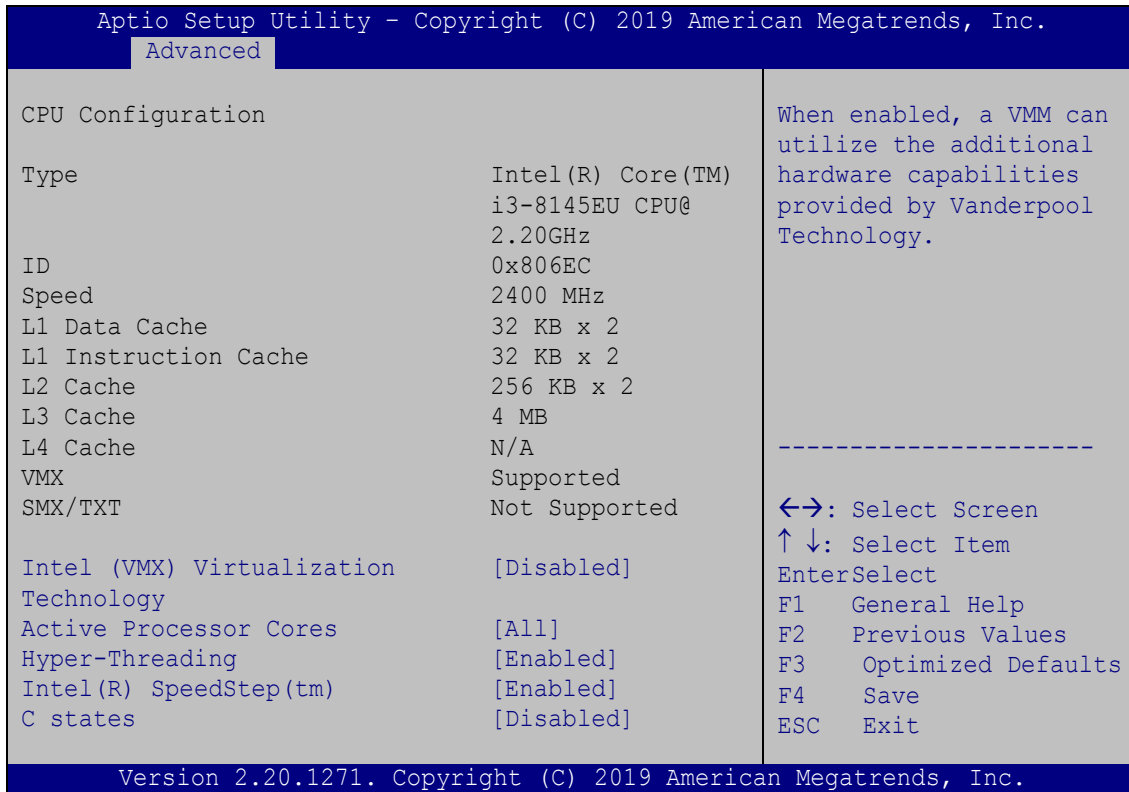 Aptio Setup Utility – Copyright (C) 2019 American Megatrends, Inc.
Advanced
CPU Configuration
Type Intel(R) Core(TM)
i3-8145EU CPU@
2.20GHz
ID 0x806EC
Speed 2400 MHz
L1 Data Cache 32 KB x 2
L1 Instruction Cache 32 KB x 2
L2 Cache 256 KB x 2
L3 Cache 4 MB
L4 Cache N/A
VMX Supported
SMX/TXT Not Supported
Intel (VMX) Virtualization [Disabled]
Technology
Active Processor Cores [All]
Hyper-Threading [Enabled]
Intel(R) SpeedStep(tm) [Enabled]
C states [Disabled]
When enabled, a VMM can
utilize the additional
hardware capabilities
provided by Vanderpool
Technology.
-----------------------
←→: Select Screen
↑ ↓: Select Item
EnterSelect
F1 General Help
F2 Previous Values
F3 Optimized Defaults
F4 Save
ESC Exit
Version 2.20.1271. Copyright (C) 2019 American Megatrends, Inc.